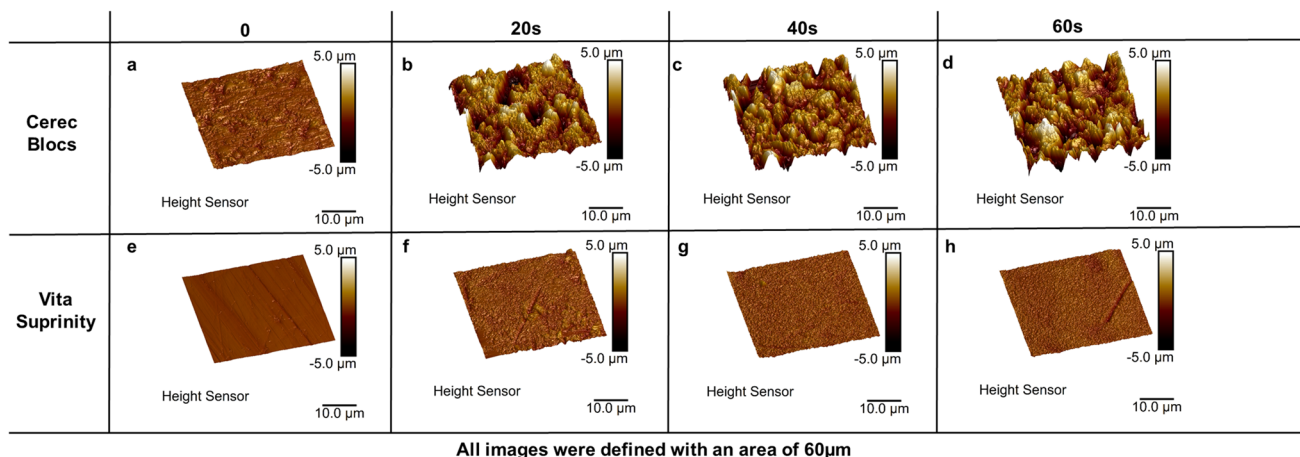 0 20s 40s 60s
Cerec
Blocs
a 5.0 µm -5.0 µm Height Sensor 10.0 µm
b 5.0 µm -5.0 µm Height Sensor 10.0 µm
c 5.0 µm -5.0 µm Height Sensor 10.0 µm
d 5.0 µm -5.0 µm Height Sensor 10.0 µm
Vita
Suprinity
e 5.0 µm -5.0 µm Height Sensor 10.0 µm
f 5.0 µm -5.0 µm Height Sensor 10.0 µm
g 5.0 µm -5.0 µm Height Sensor 10.0 µm
h 5.0 µm -5.0 µm Height Sensor 10.0 µm
All images were defined with an area of 60µm